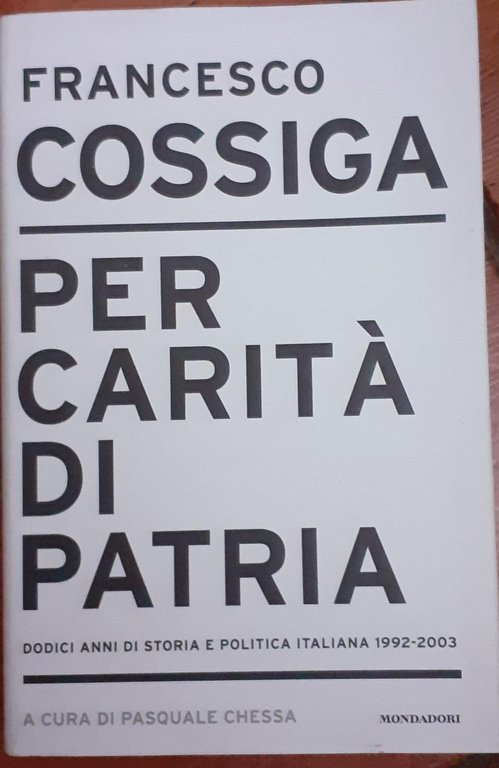 FRANCESCO
COSSIGA
PER
CARITÀ
DI
PATRIA
DODICI ANNI DI STORIA E POLITICA ITALIANA 1992-2003
A CURA DI PASQUALE CHESSA
MONDADORI